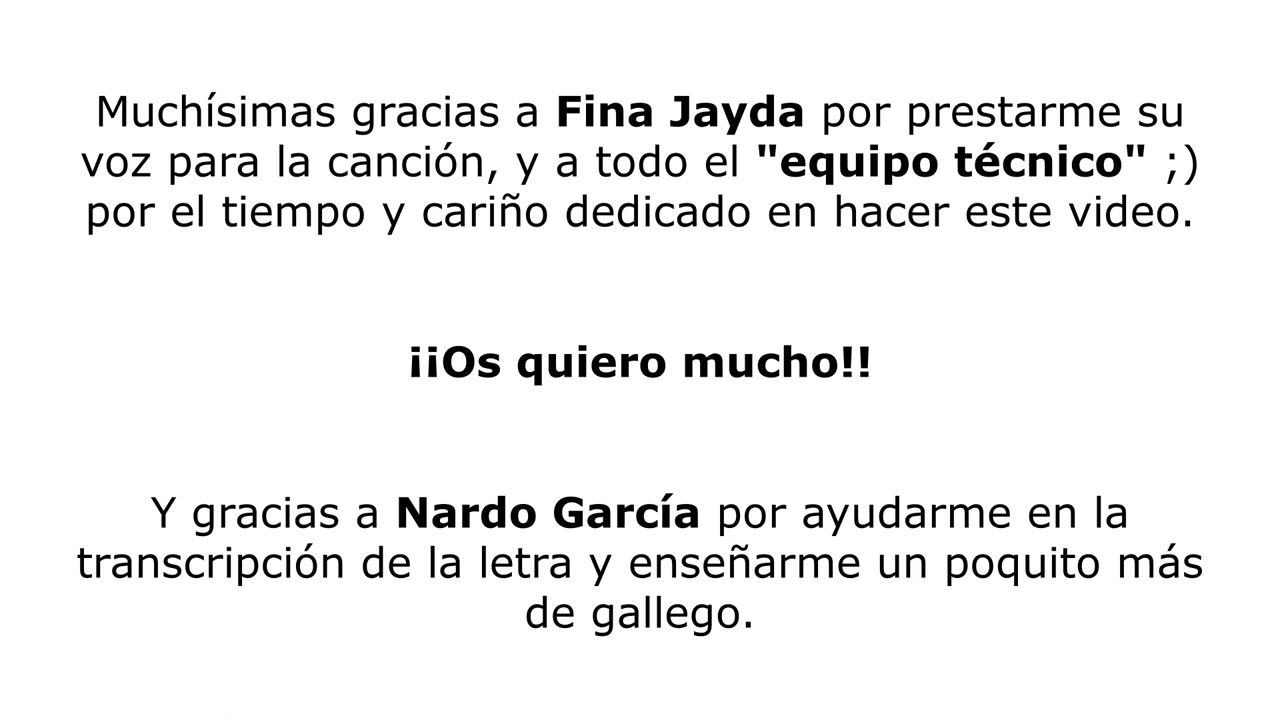 Muchísimas gracias a Fina Jayda por prestarme su
voz para la canción, y a todo el "equipo técnico" ;)
por el tiempo y cariño dedicado en hacer este video.
¡¡Os quiero mucho!!
Y gracias a Nardo García por ayudarme en la
transcripción de la letra y enseñarme un poquito más
de gallego.